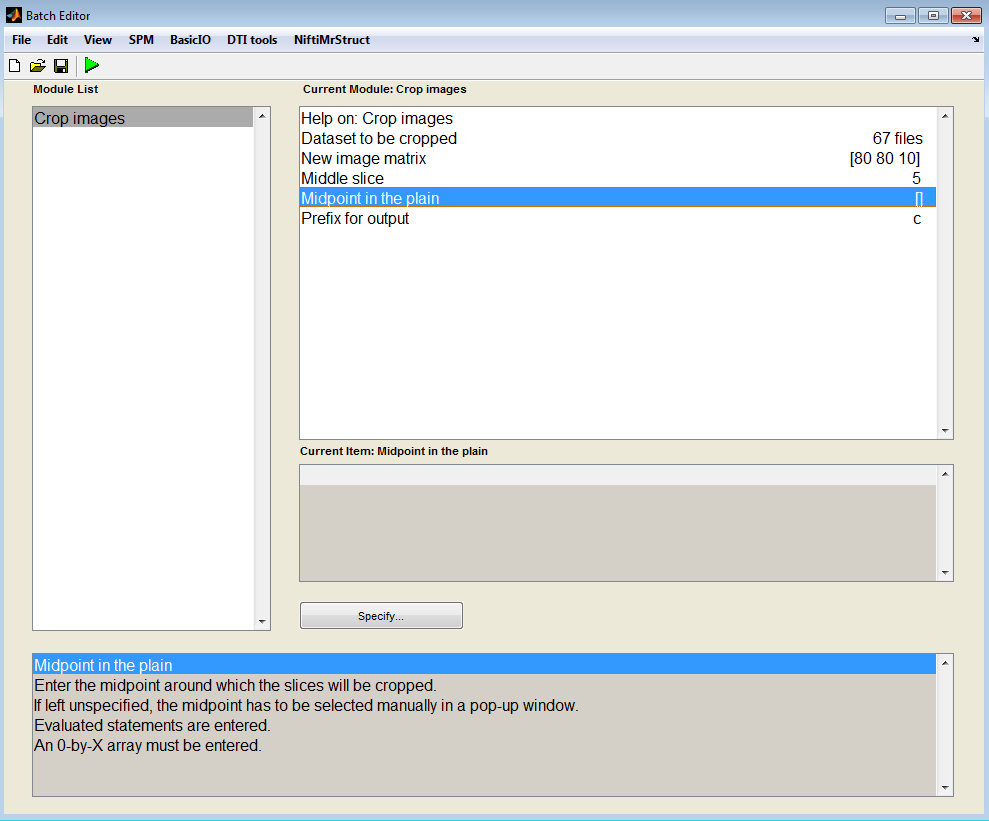 Batch Editor
File Edit View SPM BasicIO DTI tools NiftiMrStruct
Module List
Crop images
Current Module: Crop images
Help on: Crop images
Dataset to be cropped 67 files
New image matrix [80 80 10]
Middle slice 5
Midpoint in the plain []
Prefix for output c
Current Item: Midpoint in the plain
Specify...
Midpoint in the plain
Enter the midpoint around which the slices will be cropped.
If left unspecified, the midpoint has to be selected manually in a pop-up window.
Evaluated statements are entered.
An 0-by-X array must be entered.